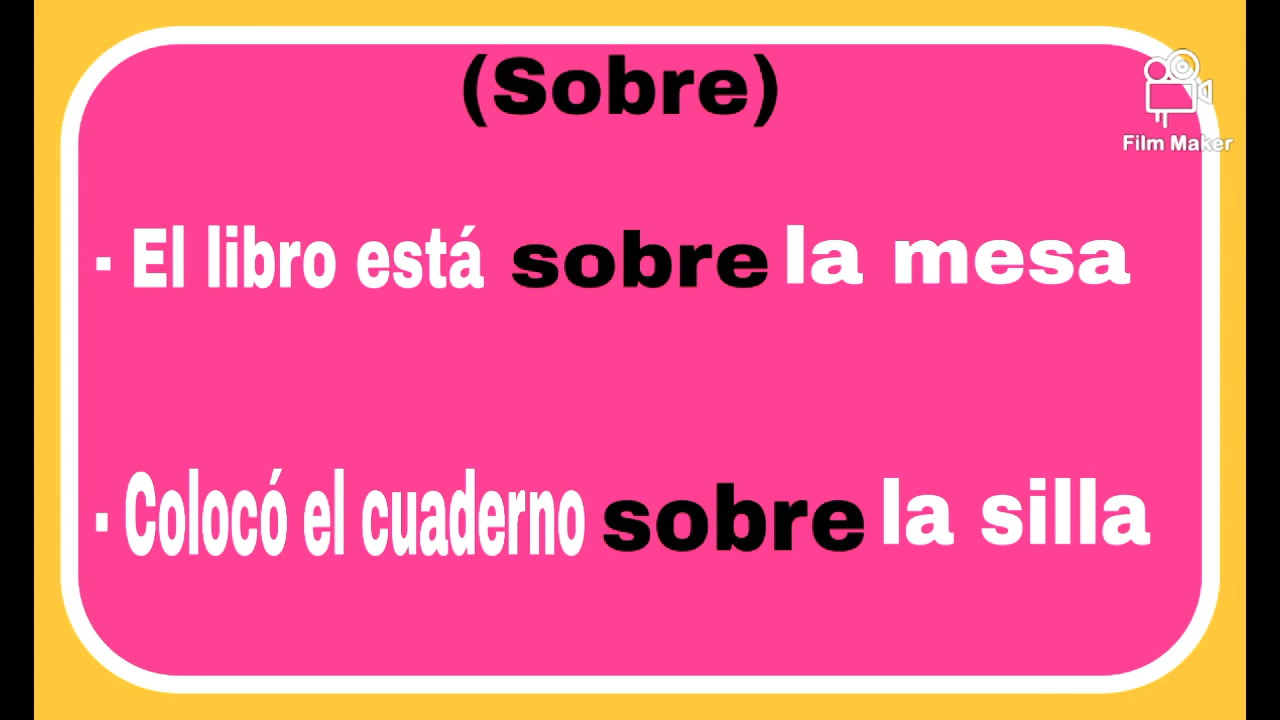 (Sobre)
Film Maker
- El libro está sobre la mesa
- Colocó el cuaderno sobre la silla